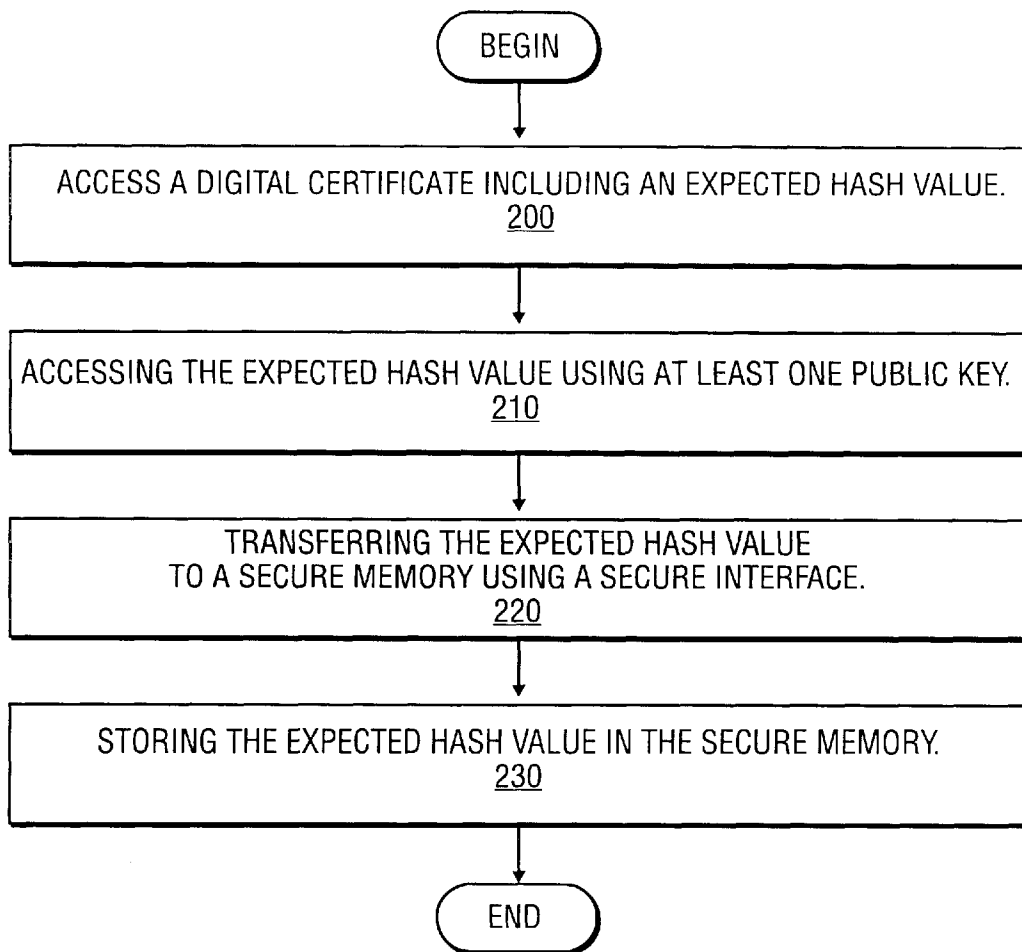 BEGIN
ACCESS A DIGITAL CERTIFICATE INCLUDING AN EXPECTED HASH VALUE.
200
ACCESSING THE EXPECTED HASH VALUE USING AT LEAST ONE PUBLIC KEY.
210
TRANSFERRING THE EXPECTED HASH VALUE
TO A SECURE MEMORY USING A SECURE INTERFACE.
220
STORING THE EXPECTED HASH VALUE IN THE SECURE MEMORY.
230
END